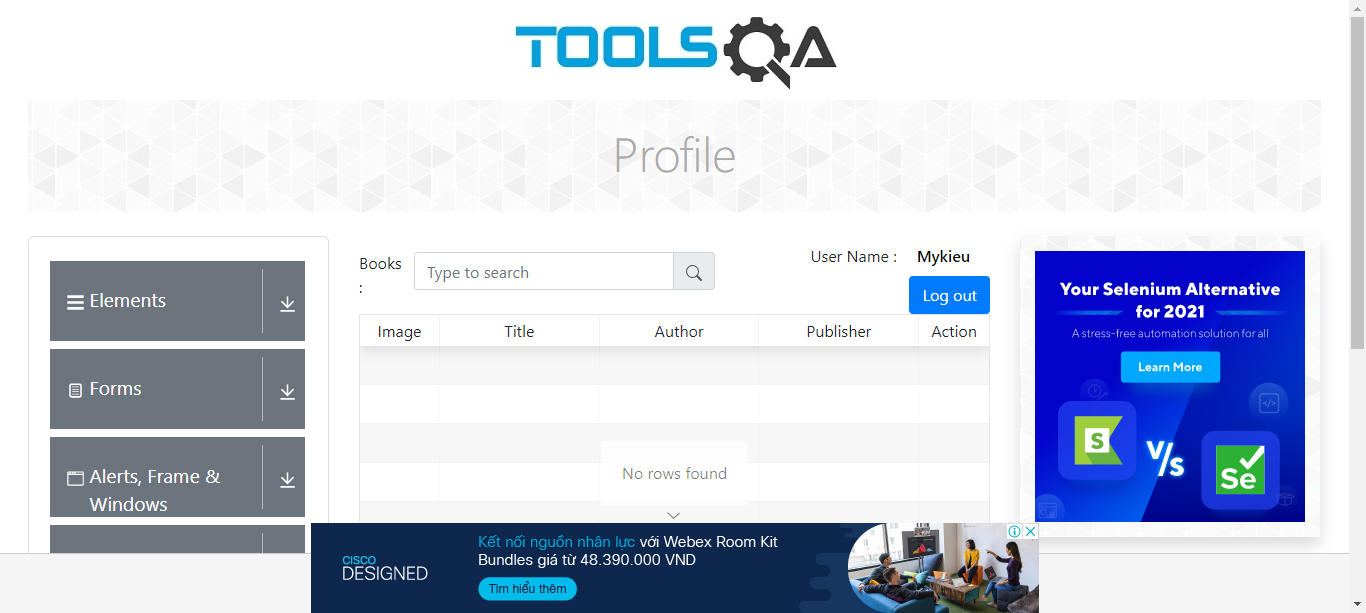 TOOLSQA
Profile
Elements
Forms
Alerts, Frame &
Windows
Books
:
Type to search
User Name :
Mykieu
Log out
Image Title Author Publisher Action
No rows found
Your Selenium Alternative
for 2021
A stress-free automation solution for all
Learn More
S
V/s
Se
CISCO
DESIGNED
Kết nối nguồn nhân lực với Webex Room Kit
Bundles giá từ 48.390.000 VND
Tìm hiểu thêm